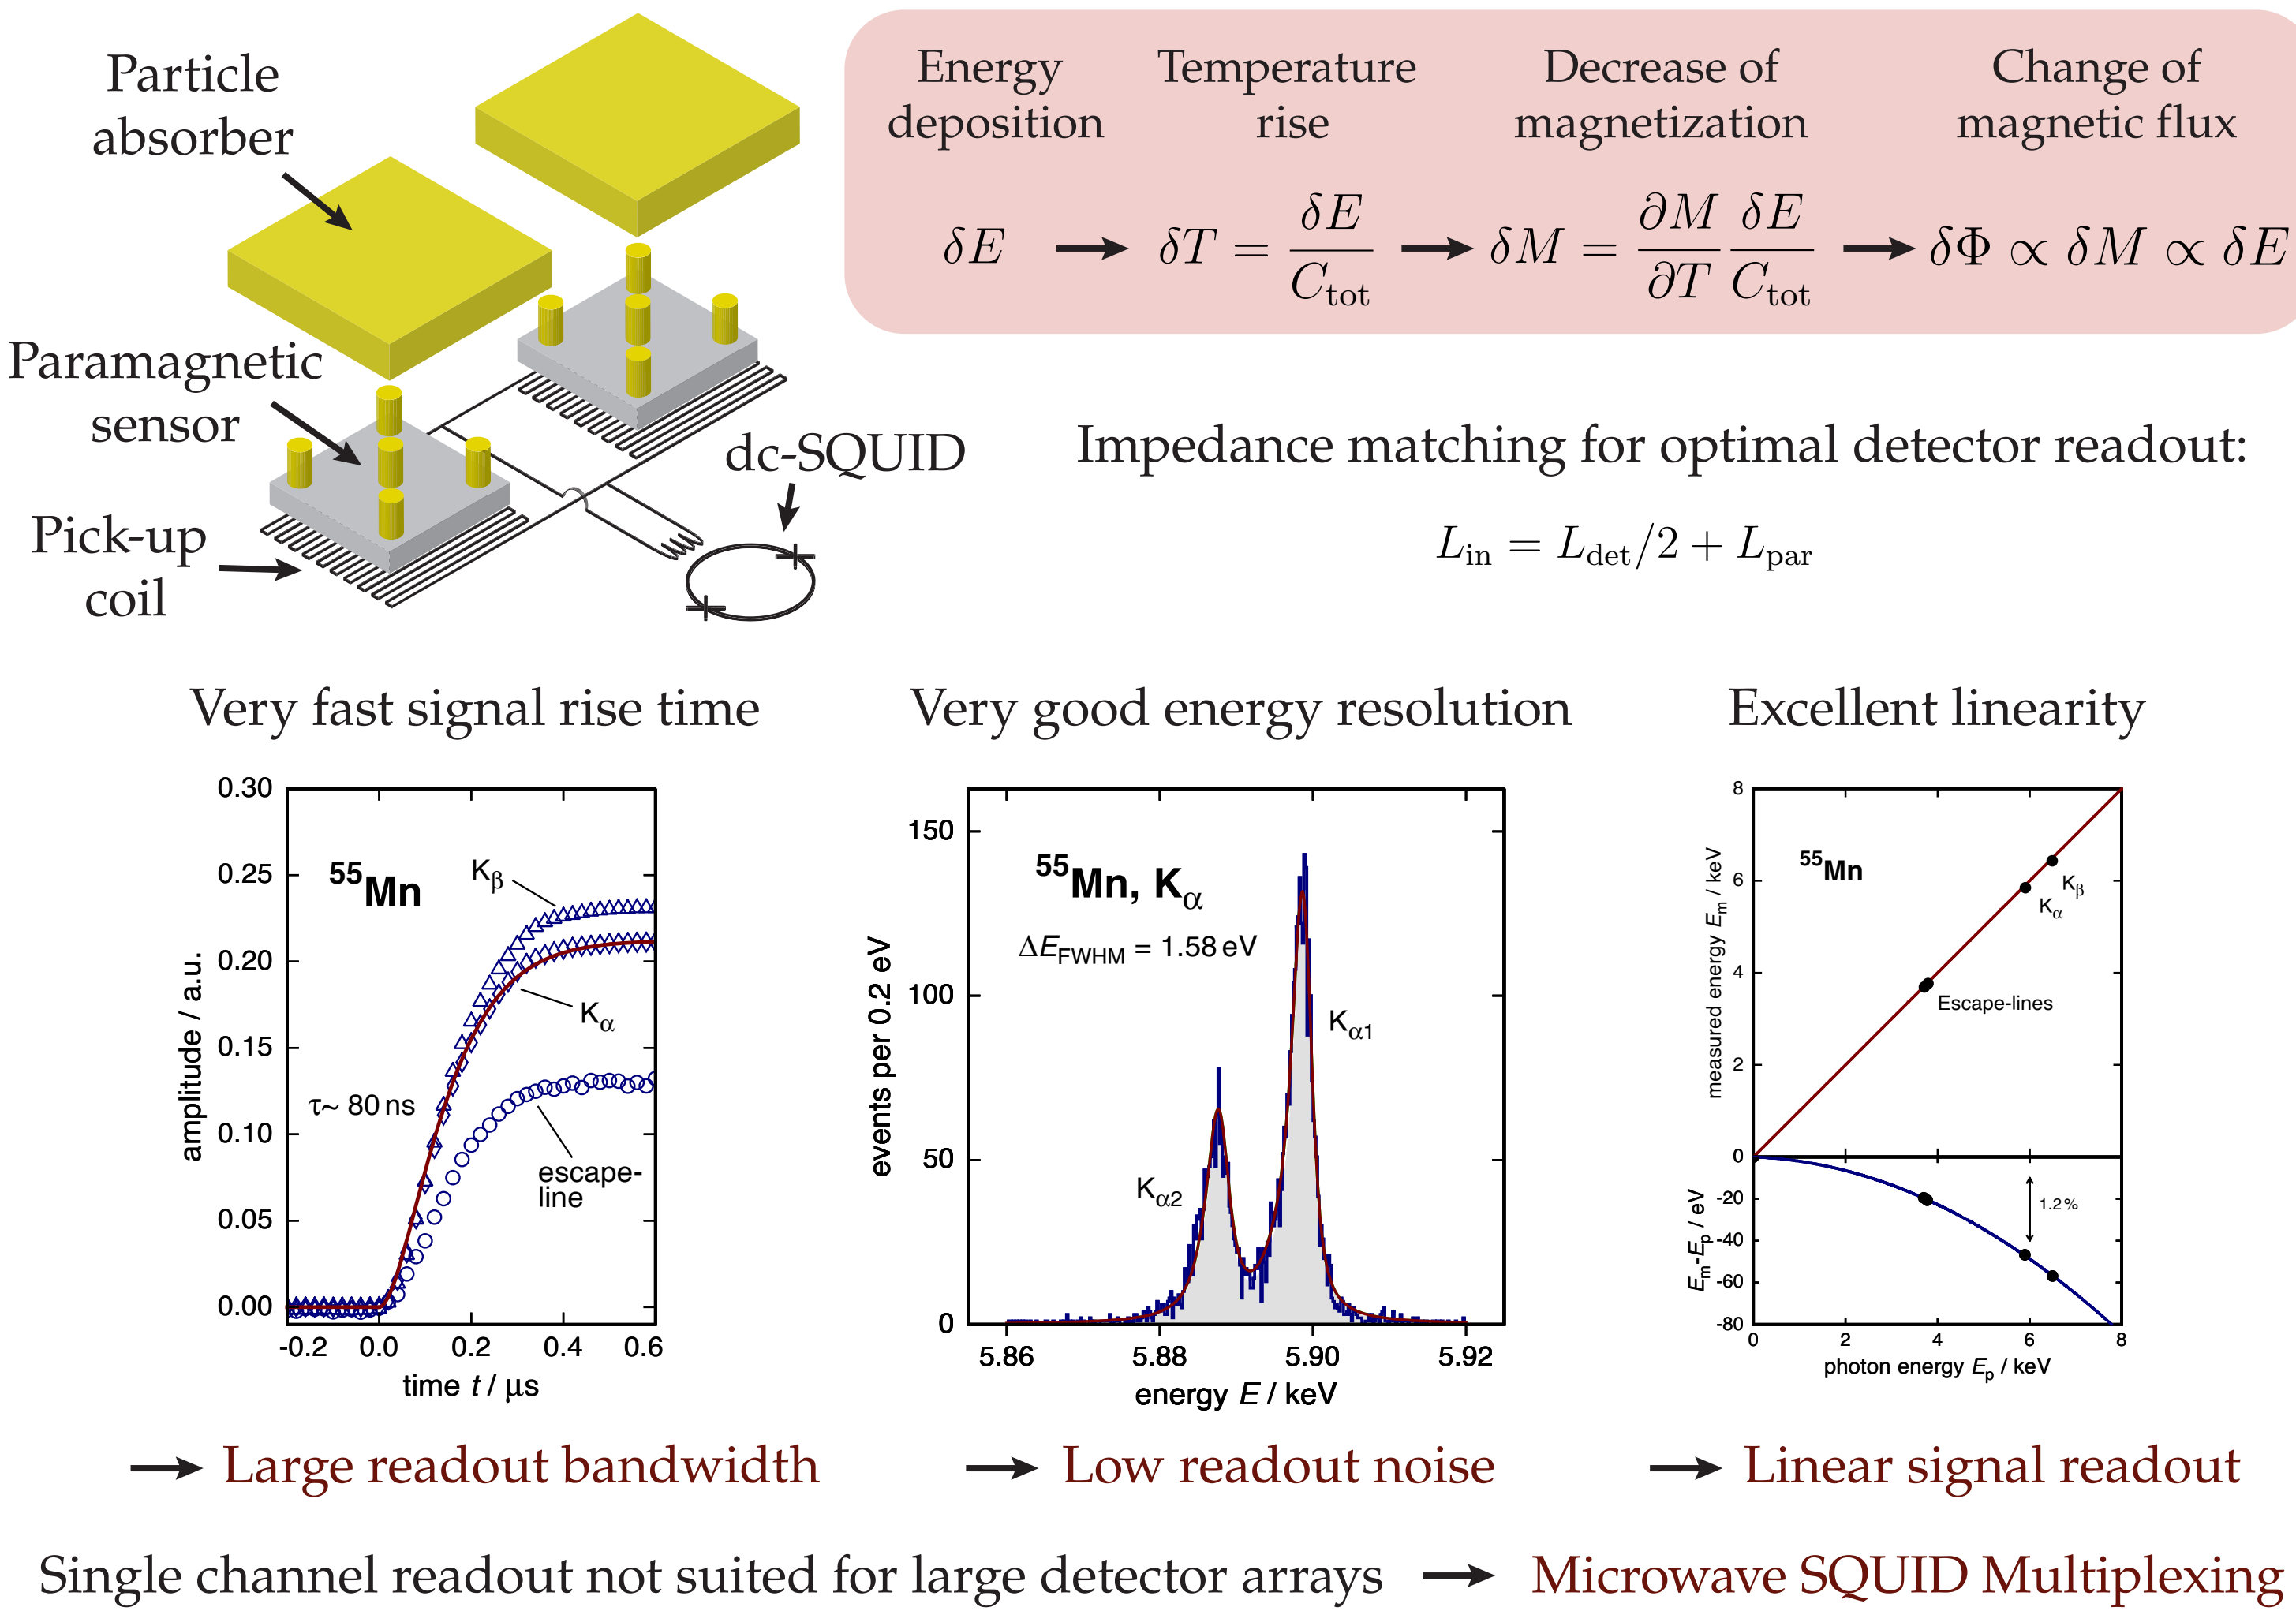 Particle
absorber
Paramagnetic
sensor
Pick-up
coil
dc-SQUID
Energy
deposition
Temperature
rise
Decrease of
magnetization
Change of
magnetic flux
δE → δT = δE / C_tot → δM = ∂M/∂T δE/C_tot → δΦ ∝ δM ∝ δE
Impedance matching for optimal detector readout:
L_in = L_det/2 + L_par
Very fast signal rise time
0.30
0.25
0.20
0.15
0.10
0.05
0.00
-0.2 0.0 0.2 0.4 0.6
amplitude / a.u.
time t / μs
⁵⁵Mn
K_β
K_α
τ~ 80 ns
escape-
line
Very good energy resolution
150
100
50
0
5.86 5.88 5.90 5.92
events per 0.2 eV
energy E / keV
⁵⁵Mn, K_α
ΔE_FWHM = 1.58 eV
K_α1
K_α2
Excellent linearity
8
6
4
2
0
-20
-40
-60
-80
0 2 4 6 8
measured energy E_m / keV
E_m-E_p / eV
photon energy E_p / keV
⁵⁵Mn
K_β
K_α
Escape-lines
1.2 %
→ Large readout bandwidth
→ Low readout noise
→ Linear signal readout
Single channel readout not suited for large detector arrays → Microwave SQUID Multiplexing